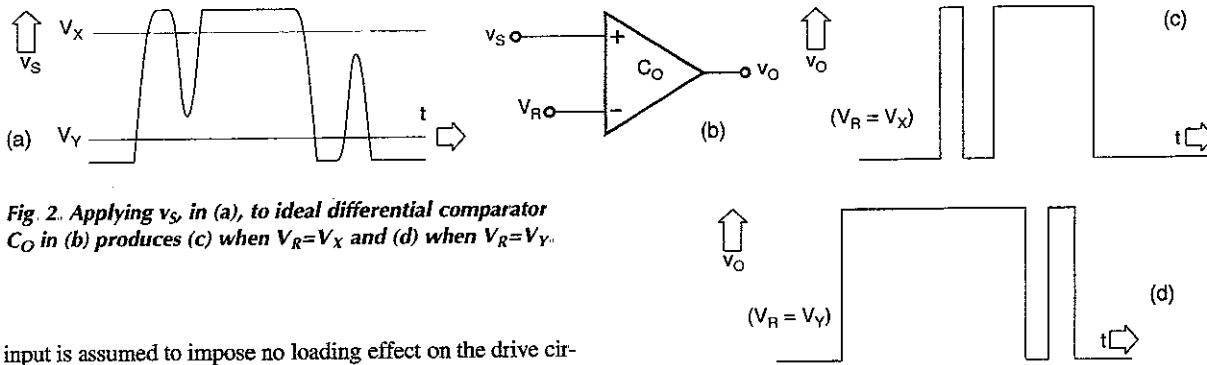 V_X
v_S
(a)
V_Y
t
v_S
+
C_O
v_O
V_R
−
(b)
v_O
(c)
(V_R = V_X)
t
Fig. 2. Applying v_S, in (a), to ideal differential comparator
C_O in (b) produces (c) when V_R=V_X and (d) when V_R=V_Y.
v_O
(d)
(V_R = V_Y)
t
input is assumed to impose no loading effect on the drive cir-